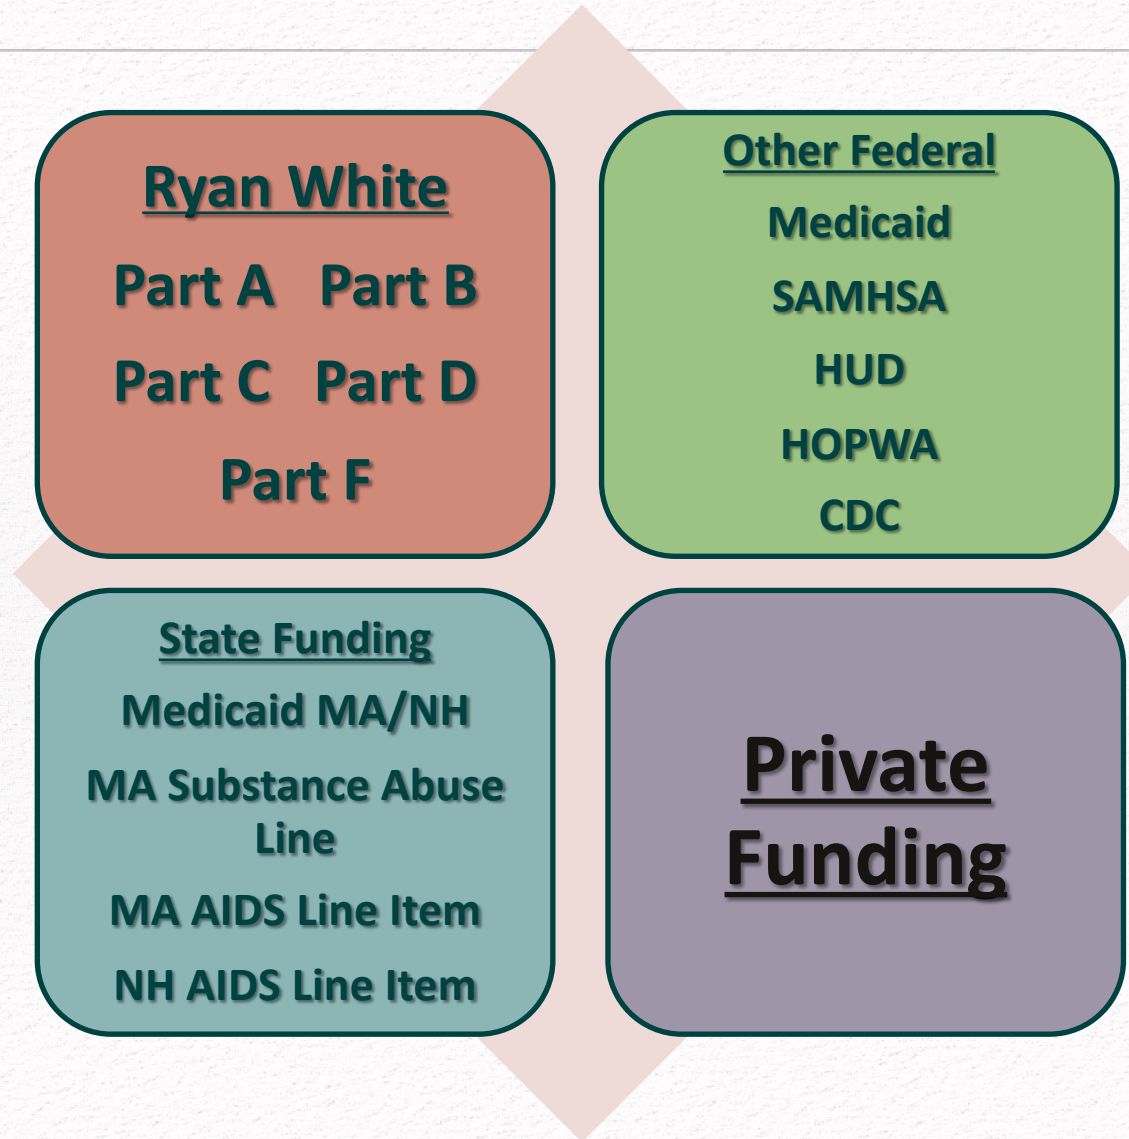 Ryan White
Part A   Part B
Part C   Part D
Part F
Other Federal
Medicaid
SAMHSA
HUD
HOPWA
CDC
State Funding
Medicaid MA/NH
MA Substance Abuse
Line
MA AIDS Line Item
NH AIDS Line Item
Private
Funding